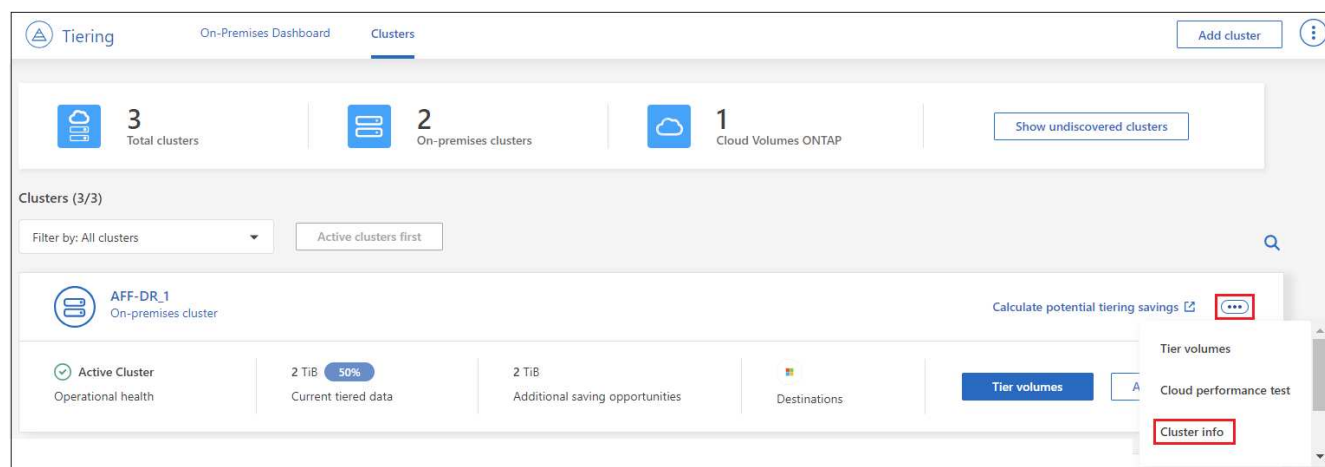 Tiering
On-Premises Dashboard
Clusters
Add cluster
3
Total clusters
2
On-premises clusters
1
Cloud Volumes ONTAP
Show undiscovered clusters
Clusters (3/3)
Filter by: All clusters
Active clusters first
AFF-DR_1
On-premises cluster
Calculate potential tiering savings
Active Cluster
Operational health
2 TiB 50%
Current tiered data
2 TiB
Additional saving opportunities
Destinations
Tier volumes
A
Tier volumes
Cloud performance test
Cluster info